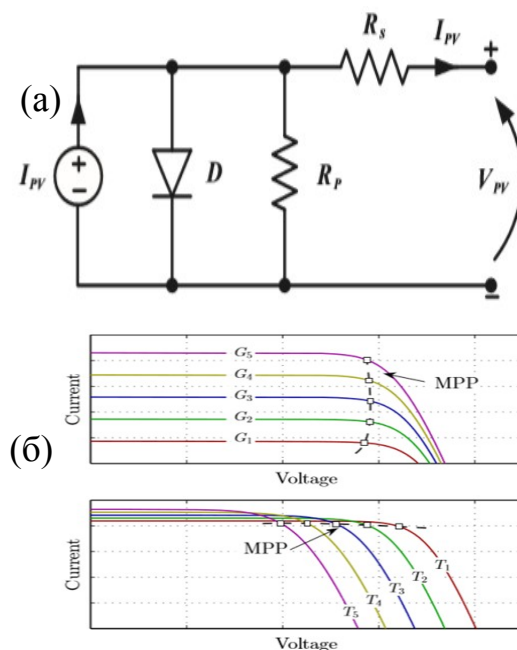 R_s I_PV +
(а)
I_PV + - D R_P V_PV
-
(б)
G_5
G_4
MPP
G_3
G_2
G_1
Current
Voltage
MPP
T_1
T_2
T_3
T_4
T_5
Current
Voltage